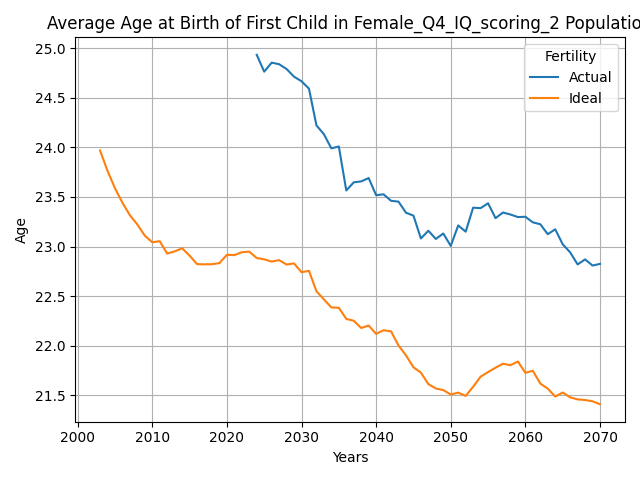 Average Age at Birth of First Child in Female_Q4_IQ_scoring_2 Populatio
25.0
24.5
24.0
23.5
23.0
22.5
22.0
21.5
Age
Fertility
Actual
Ideal
2000
2010
2020
2030
2040
2050
2060
2070
Years